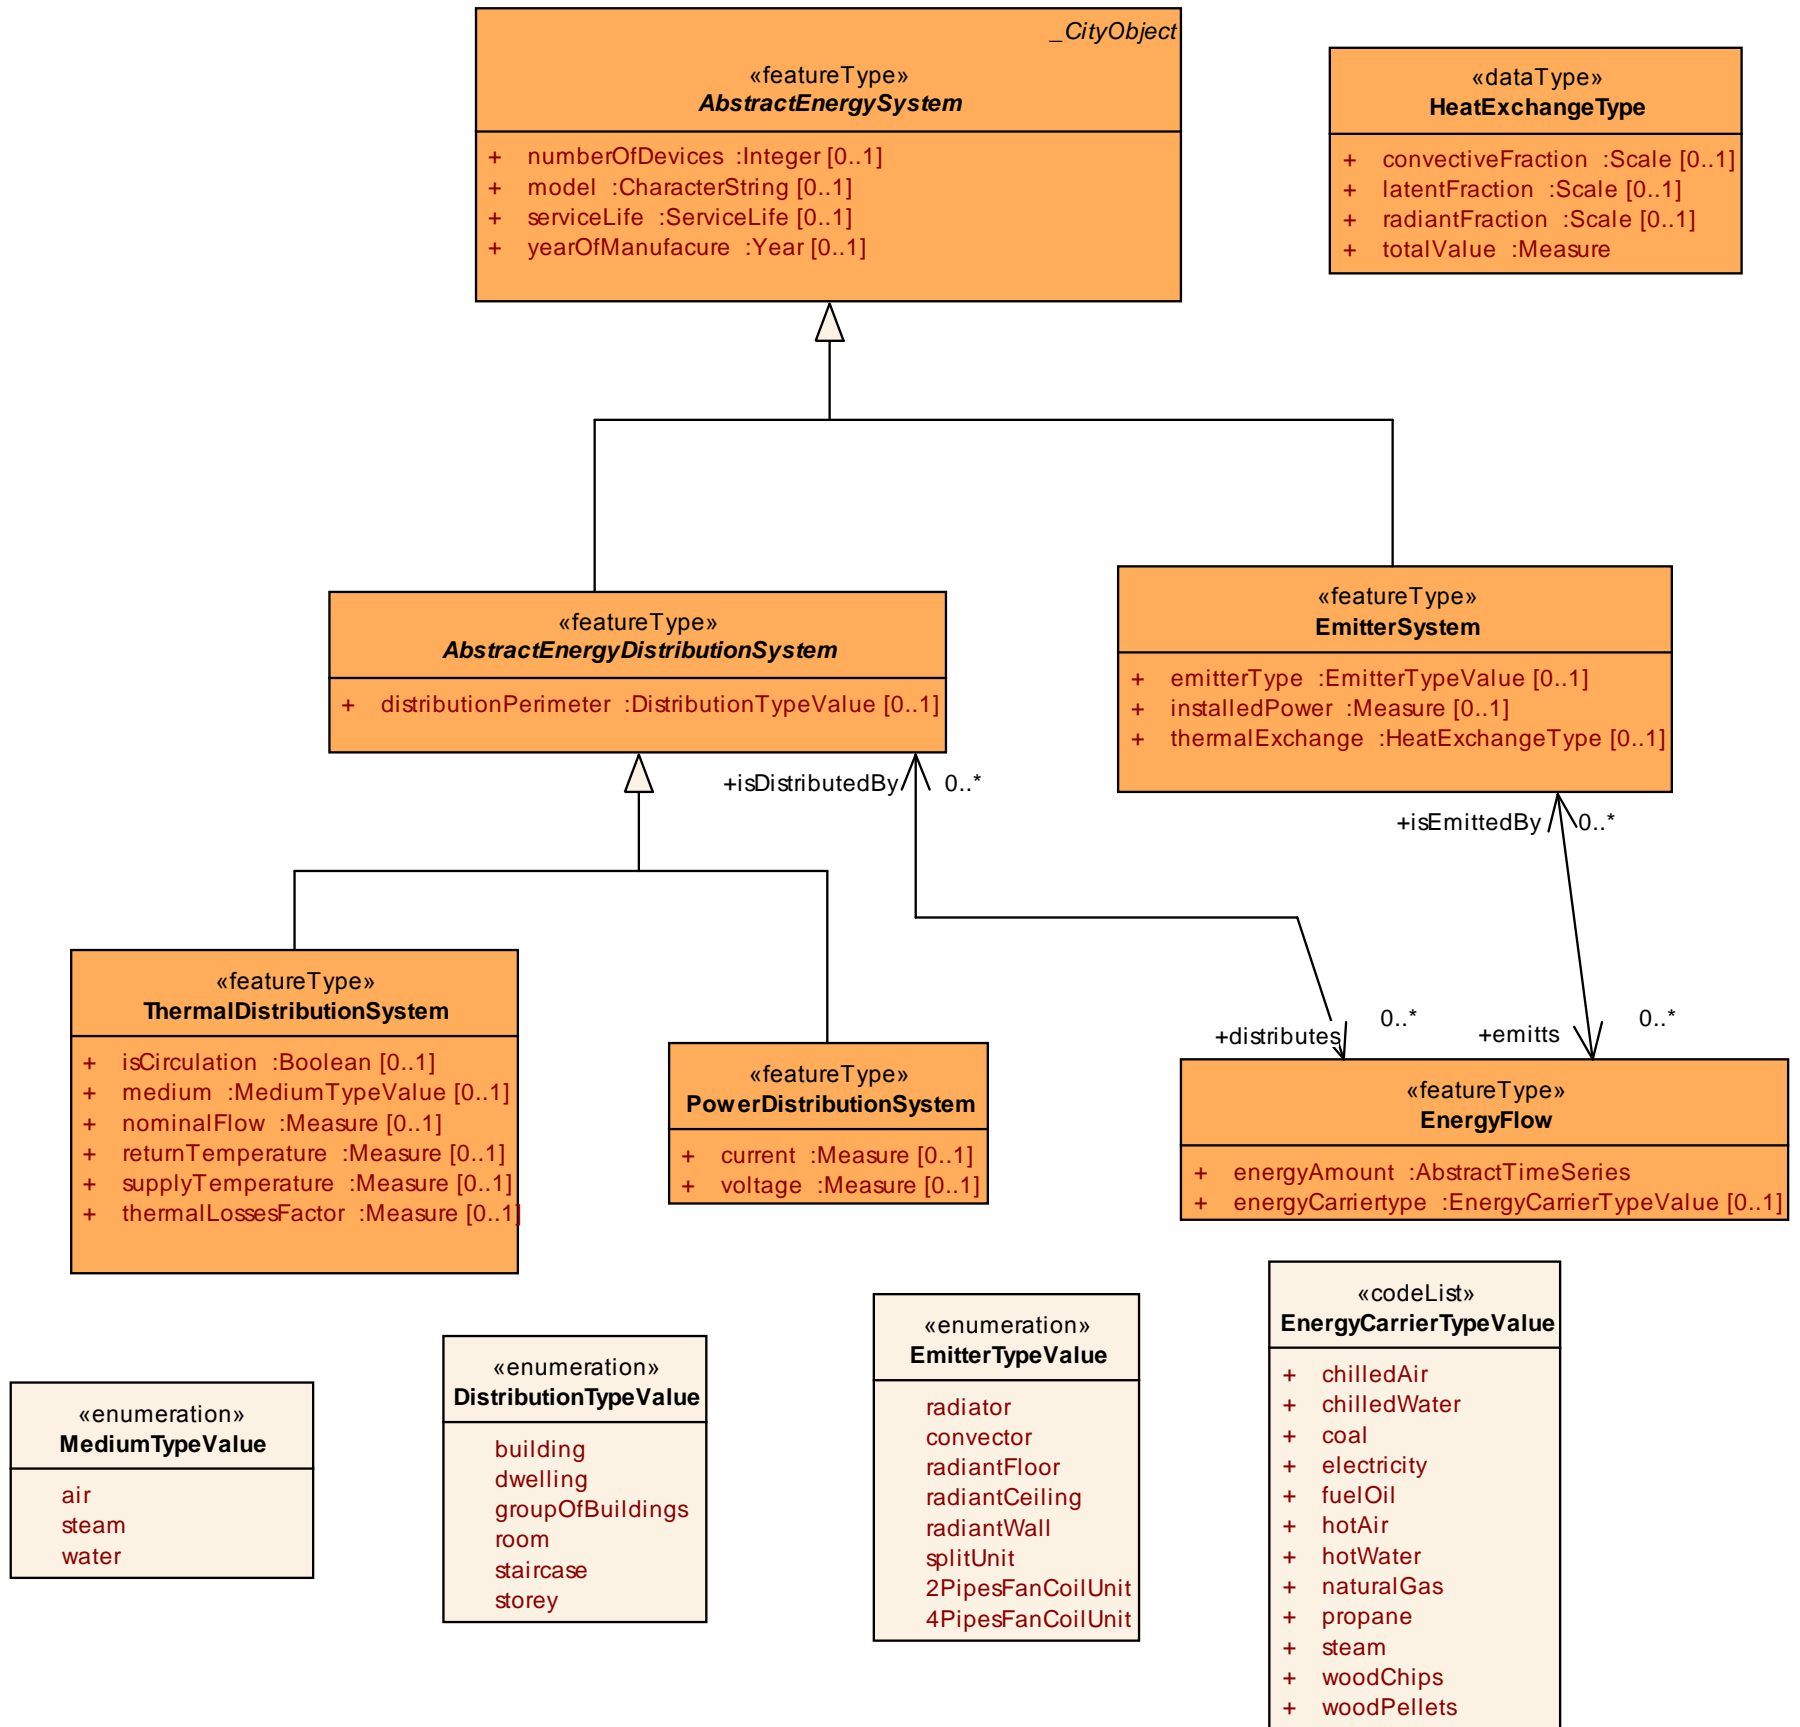 _CityObject
«featureType»
AbstractEnergySystem
+ numberOfDevices :Integer [0..1]
+ model :CharacterString [0..1]
+ serviceLife :ServiceLife [0..1]
+ yearOfManufacure :Year [0..1]
«dataType»
HeatExchangeType
+ convectiveFraction :Scale [0..1]
+ latentFraction :Scale [0..1]
+ radiantFraction :Scale [0..1]
+ totalValue :Measure
«featureType»
AbstractEnergyDistributionSystem
+ distributionPerimeter :DistributionTypeValue [0..1]
«featureType»
EmitterSystem
+ emitterType :EmitterTypeValue [0..1]
+ installedPower :Measure [0..1]
+ thermalExchange :HeatExchangeType [0..1]
+isDistributedBy 0..*
+isEmittedBy 0..*
«featureType»
ThermalDistributionSystem
+ isCirculation :Boolean [0..1]
+ medium :MediumTypeValue [0..1]
+ nominalFlow :Measure [0..1]
+ returnTemperature :Measure [0..1]
+ supplyTemperature :Measure [0..1]
+ thermalLossesFactor :Measure [0..1]
«featureType»
PowerDistributionSystem
+ current :Measure [0..1]
+ voltage :Measure [0..1]
+distributes 0..*
+emitts 0..*
«featureType»
EnergyFlow
+ energyAmount :AbstractTimeSeries
+ energyCarriertype :EnergyCarrierTypeValue [0..1]
«enumeration»
MediumTypeValue
air
steam
water
«enumeration»
DistributionTypeValue
building
dwelling
groupOfBuildings
room
staircase
storey
«enumeration»
EmitterTypeValue
radiator
convector
radiantFloor
radiantCeiling
radiantWall
splitUnit
2PipesFanCoilUnit
4PipesFanCoilUnit
«codeList»
EnergyCarrierTypeValue
+ chilledAir
+ chilledWater
+ coal
+ electricity
+ fuelOil
+ hotAir
+ hotWater
+ naturalGas
+ propane
+ steam
+ woodChips
+ woodPellets